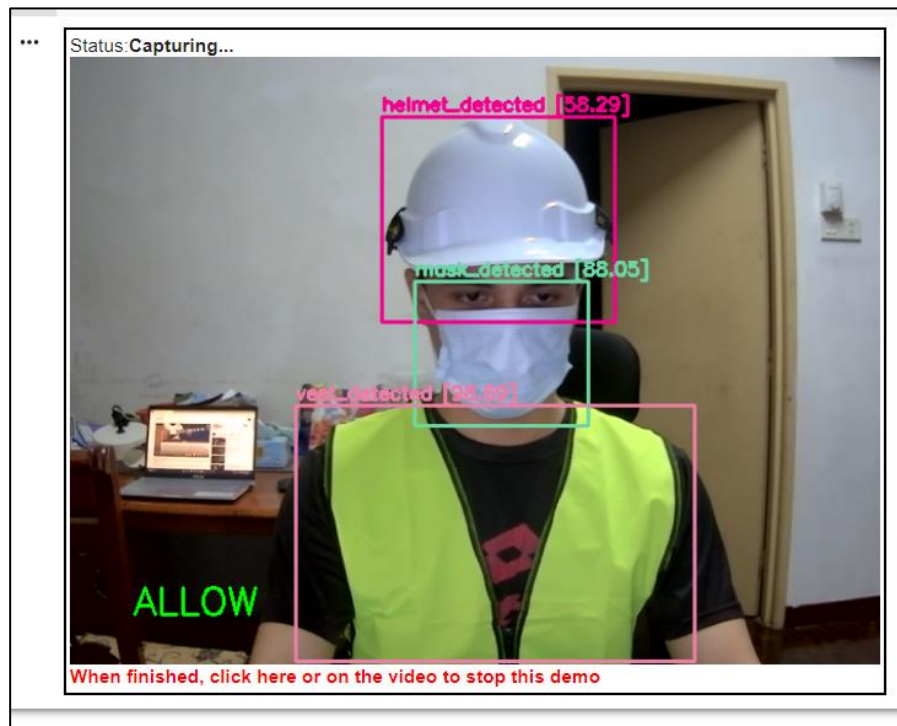 •••
Status:Capturing...
helmet_detected [58.29]
mask_detected [88.05]
vest_detected
ALLOW
When finished, click here or on the video to stop this demo